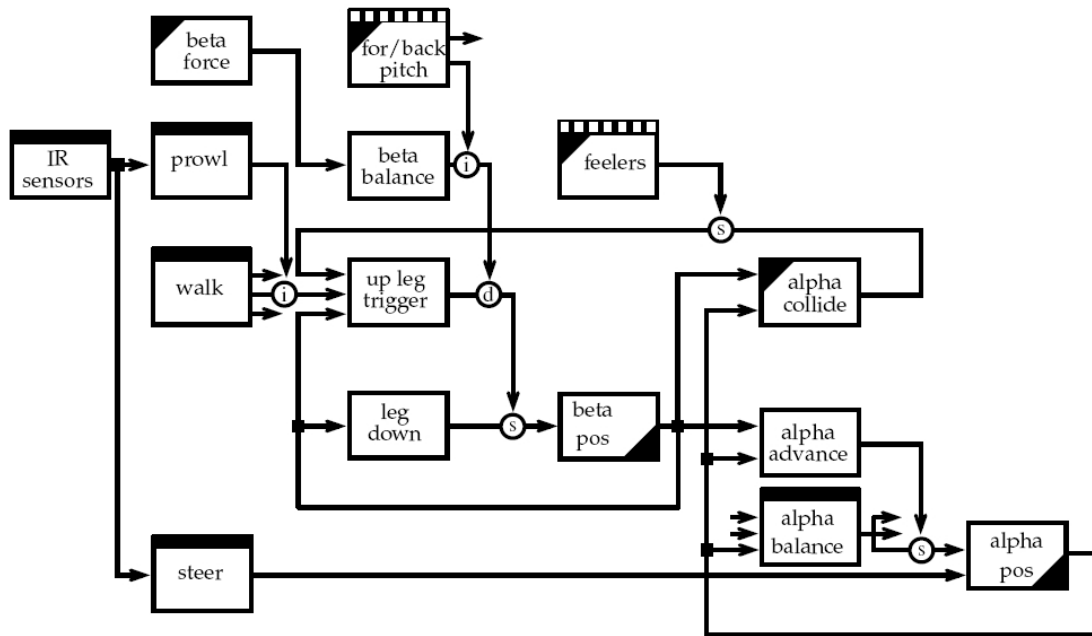 beta
force
for/back
pitch
IR
sensors
prowl
beta
balance
i
feelers
s
walk
i
up leg
trigger
d
alpha
collide
leg
down
s
beta
pos
alpha
advance
alpha
balance
s
alpha
pos
steer